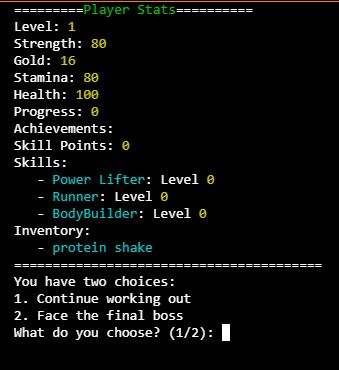 =========Player Stats==========
Level: 1
Strength: 80
Gold: 16
Stamina: 80
Health: 100
Progress: 0
Achievements:
Skill Points: 0
Skills:
   - Power Lifter: Level 0
   - Runner: Level 0
   - BodyBuilder: Level 0
Inventory:
   - protein shake
========================================
You have two choices:
1. Continue working out
2. Face the final boss
What do you choose? (1/2):